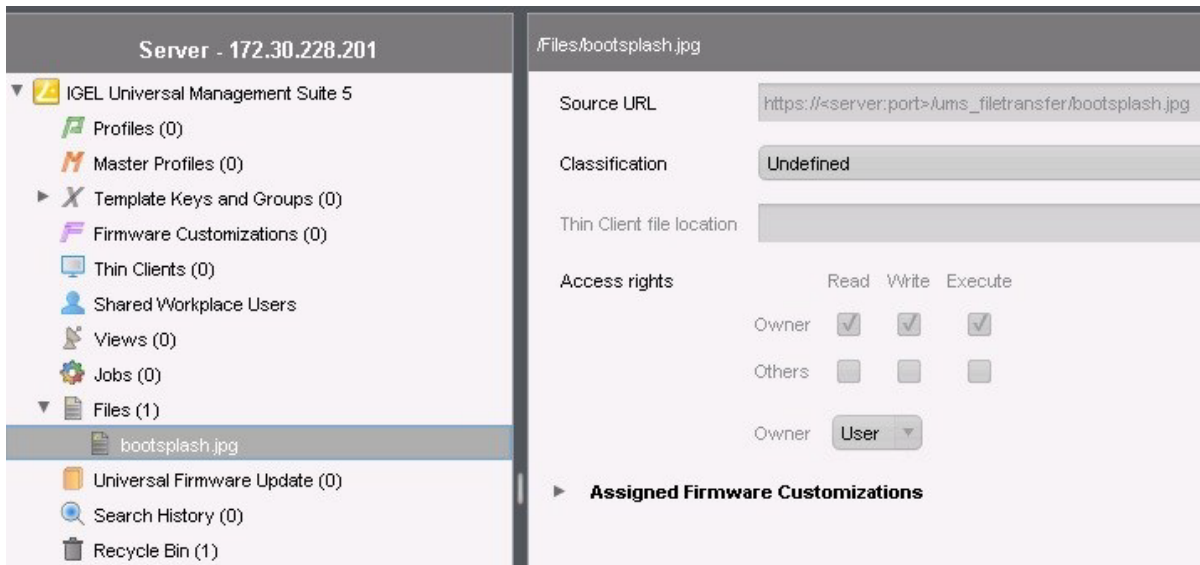 Server - 172.30.228.201
IGEL Universal Management Suite 5
Profiles (0)
Master Profiles (0)
Template Keys and Groups (0)
Firmware Customizations (0)
Thin Clients (0)
Shared Workplace Users
Views (0)
Jobs (0)
Files (1)
bootsplash.jpg
Universal Firmware Update (0)
Search History (0)
Recycle Bin (1)
/Files/bootsplash.jpg
Source URL https://<server:port>/ums_filetransfer/bootsplash.jpg
Classification Undefined
Thin Client file location
Access rights Read Write Execute
Owner
Others
Owner User
Assigned Firmware Customizations